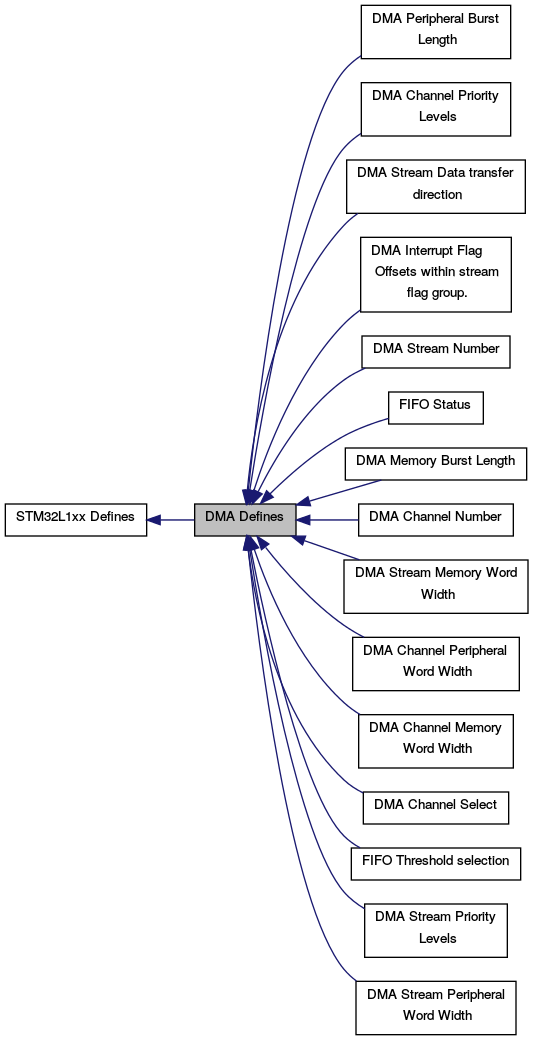 DMA Peripheral Burst
Length
DMA Channel Priority
Levels
DMA Stream Data transfer
direction
DMA Interrupt Flag
Offsets within stream
flag group.
DMA Stream Number
FIFO Status
DMA Memory Burst Length
STM32L1xx Defines
DMA Defines
DMA Channel Number
DMA Stream Memory Word
Width
DMA Channel Peripheral
Word Width
DMA Channel Memory
Word Width
DMA Channel Select
FIFO Threshold selection
DMA Stream Priority
Levels
DMA Stream Peripheral
Word Width